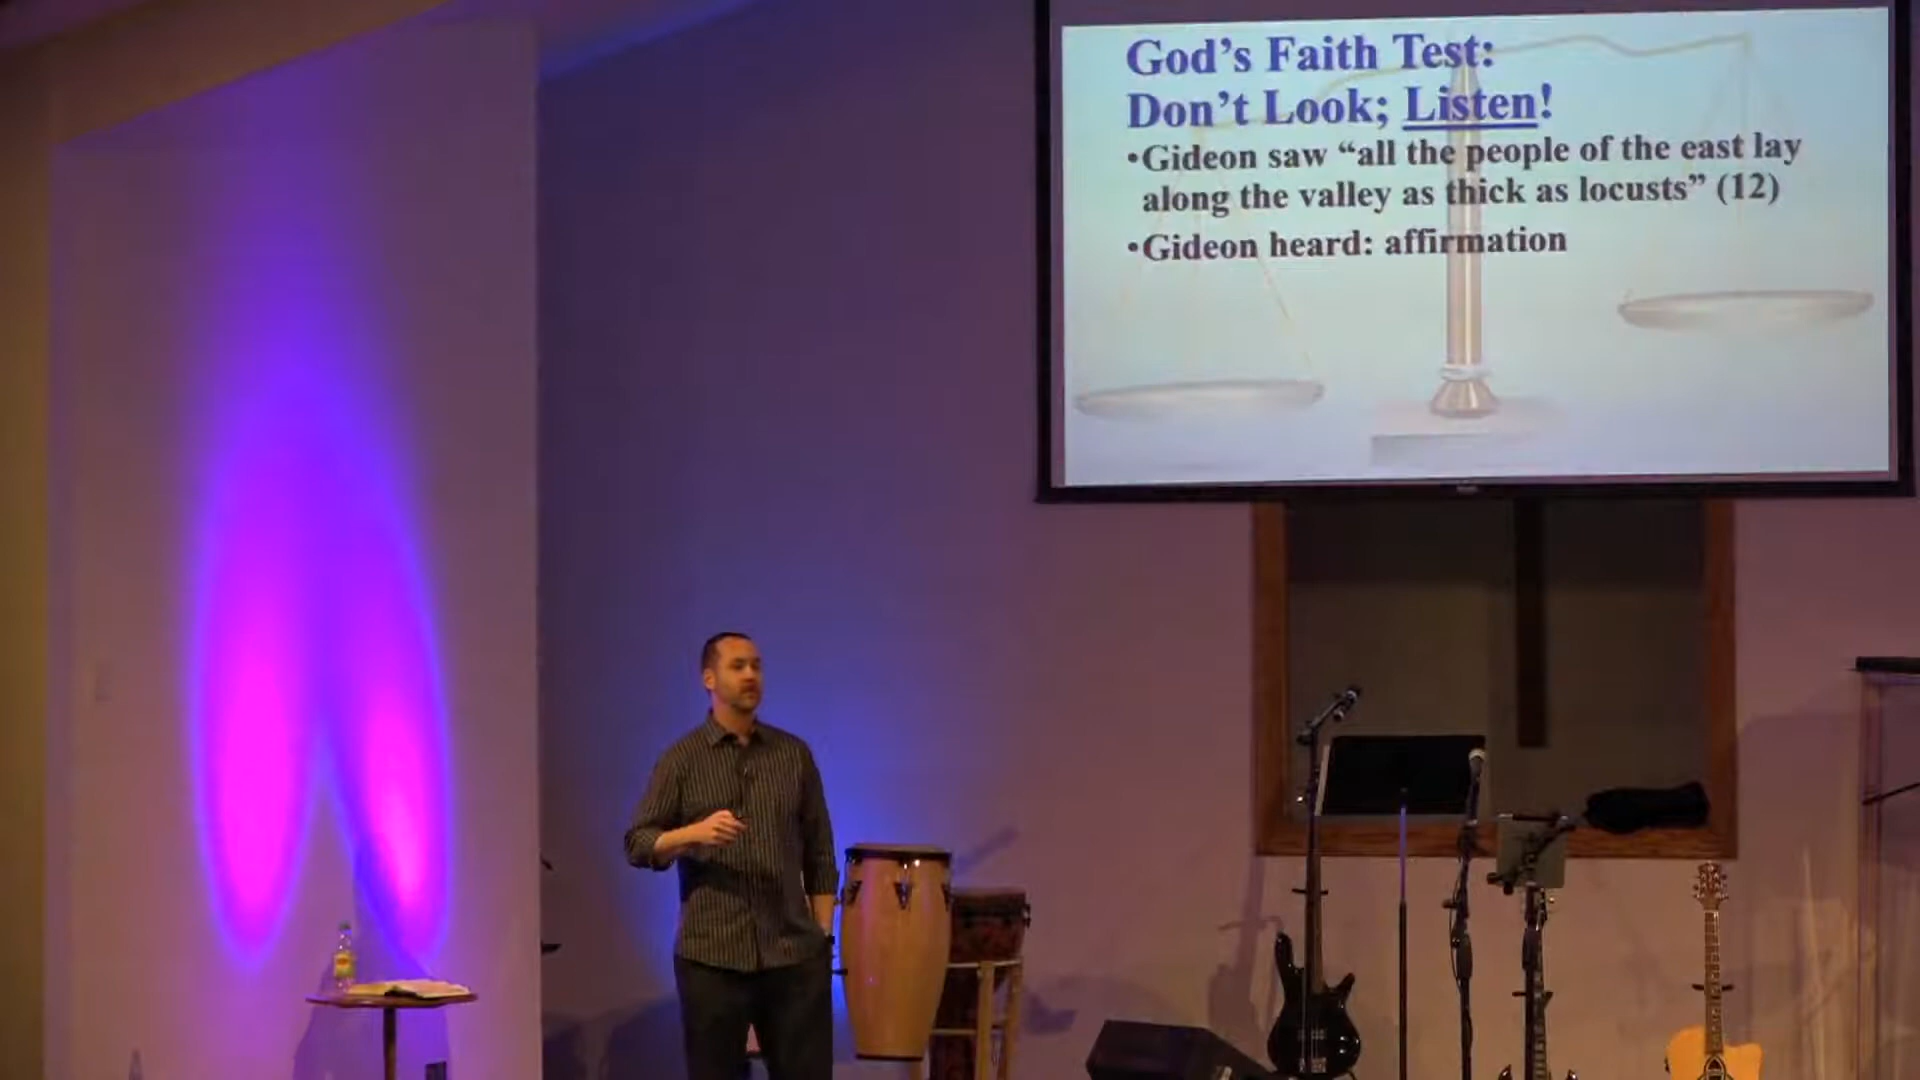 God's Faith Test:
Don't Look; Listen!
•Gideon saw “all the people of the east lay
along the valley as thick as locusts” (12)
•Gideon heard: affirmation